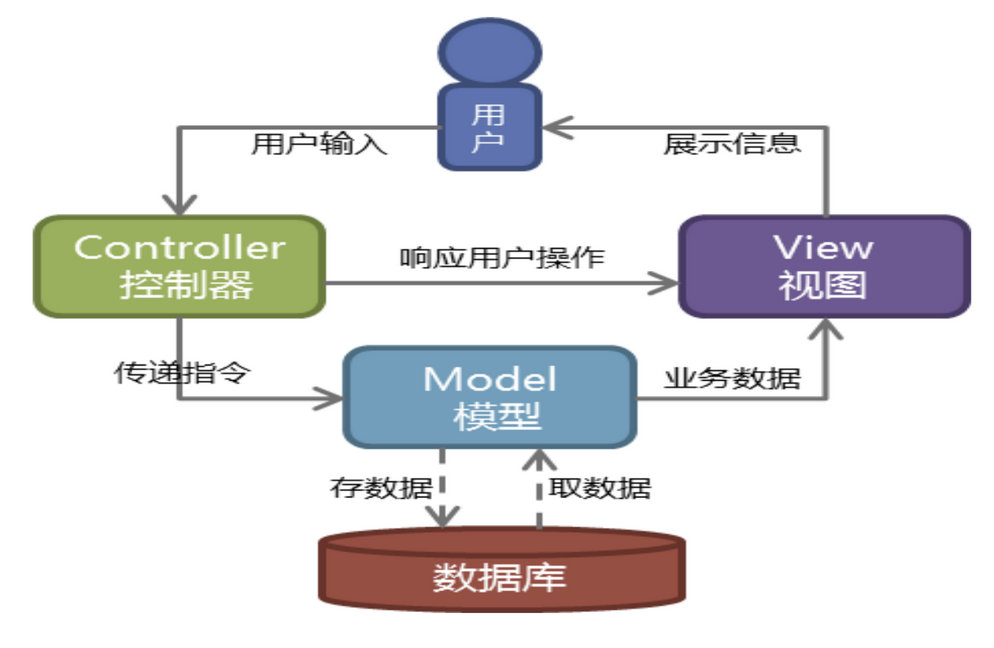 用
户
用户输入
展示信息
Controller
控制器
响应用户操作
View
视图
传递指令
Model
模型
业务数据
存数据
取数据
数据库